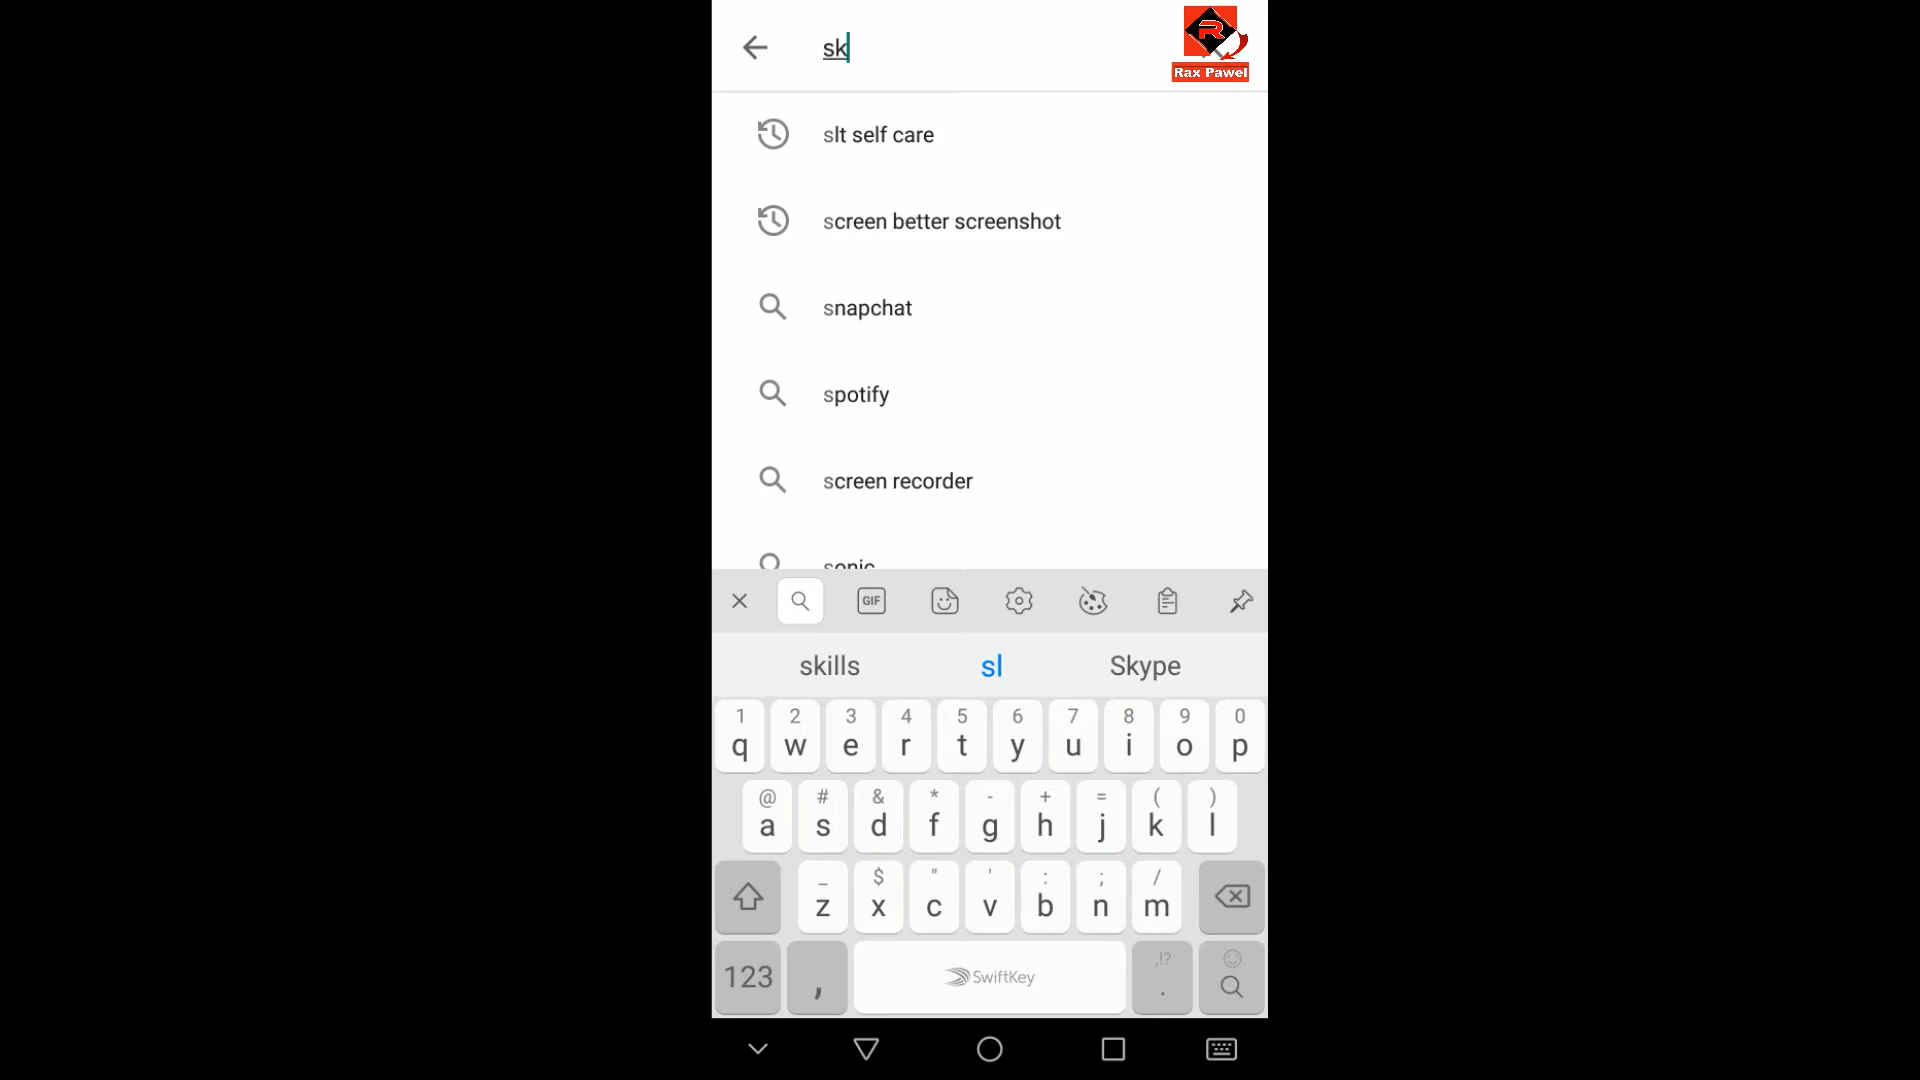 sk
R
Rax Pawel
slt self care
screen better screenshot
snapchat
spotify
screen recorder
sonic
GIF
skills sl Skype
1 2 3 4 5 6 7 8 9 0
q w e r t y u i o p
@ # & * - + = ( )
a s d f g h j k l
_ $ " ' : ; /
z x c v b n m
,!?
123 , SwiftKey .